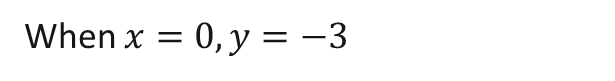 When x = 0, y = −3